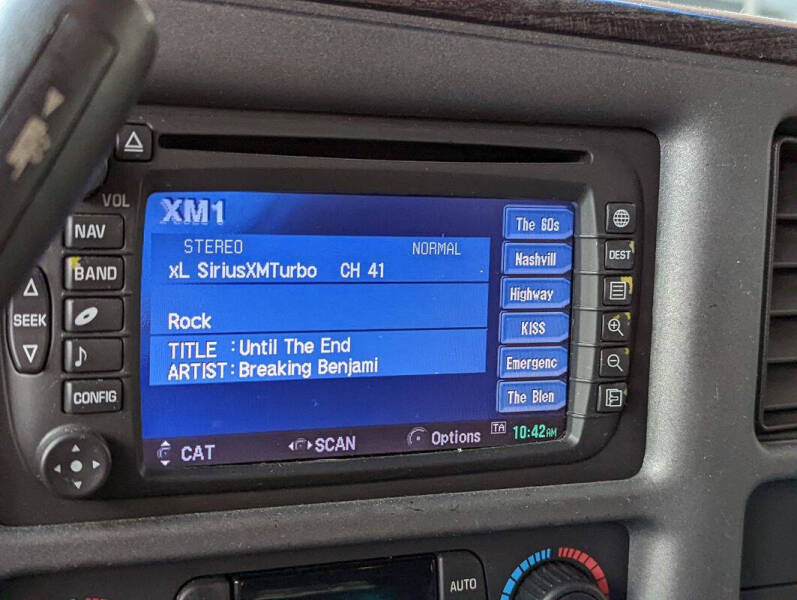 VOL
XM1
NAV
BAND
SEEK
CONFIG
STEREO NORMAL
xL SiriusXMTurbo CH 41
Rock
TITLE : Until The End
ARTIST: Breaking Benjami
The 60s
Nashvill
Highway
KISS
Emergenc
The Blen
DEST
CAT
SCAN
Options
TA 10:42AM
AUTO